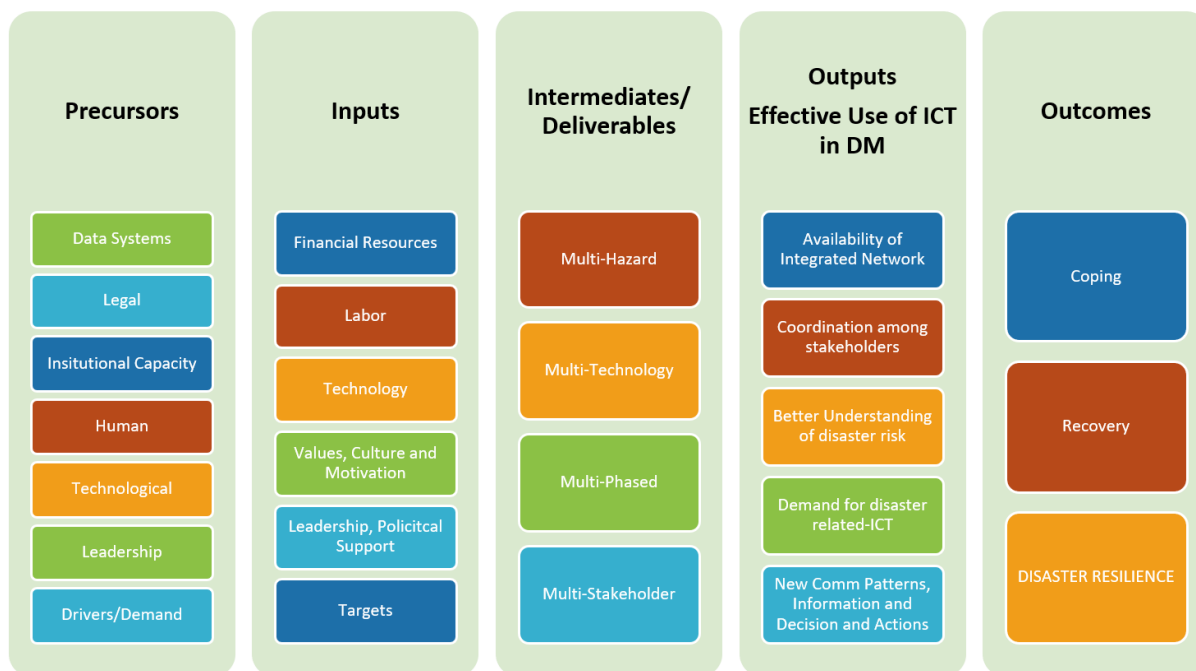 Precursors
Data Systems
Legal
Insitutional Capacity
Human
Technological
Leadership
Drivers/Demand
Inputs
Financial Resources
Labor
Technology
Values, Culture and
Motivation
Leadership, Policitcal
Support
Targets
Intermediates/
Deliverables
Multi-Hazard
Multi-Technology
Multi-Phased
Multi-Stakeholder
Outputs
Effective Use of ICT
in DM
Availability of
Integrated Network
Coordination among
stakeholders
Better Understanding
of disaster risk
Demand for disaster
related-ICT
New Comm Patterns,
Information and
Decision and Actions
Outcomes
Coping
Recovery
DISASTER RESILIENCE